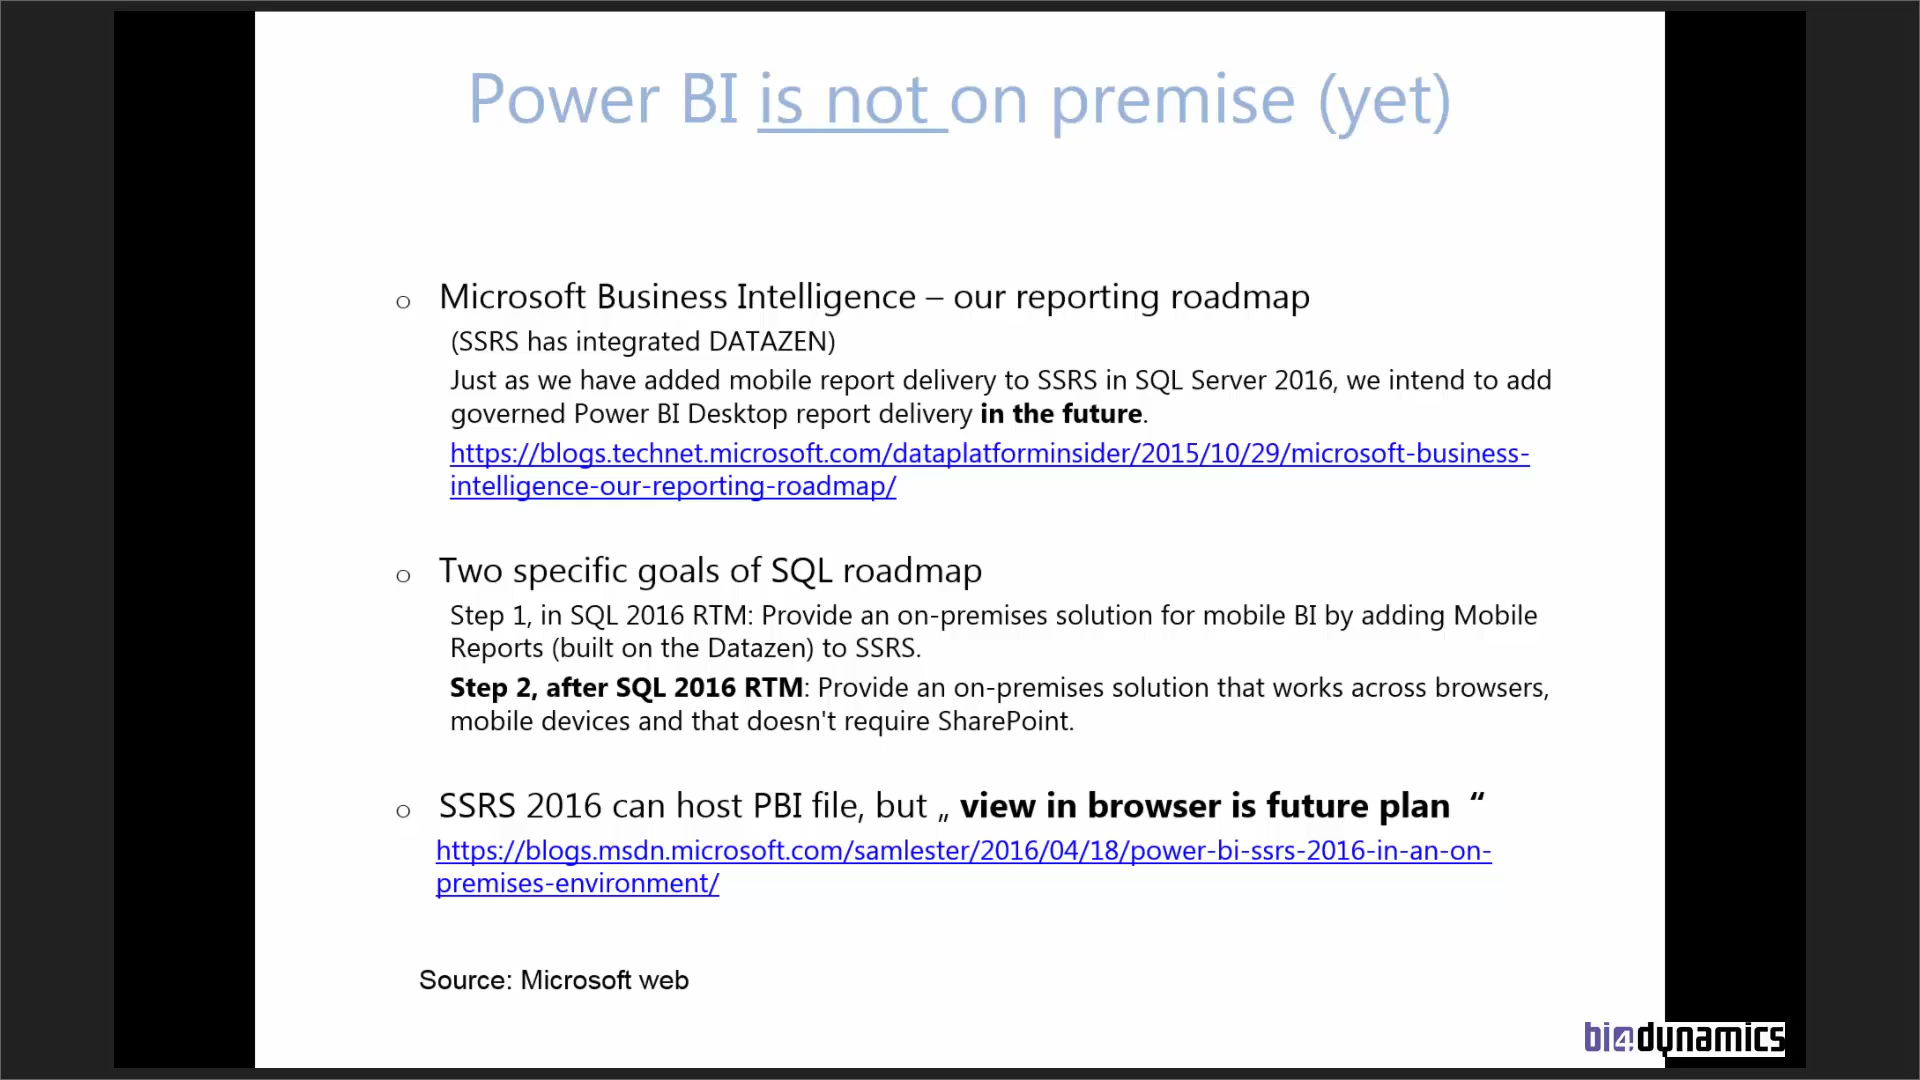 Power BI is not on premise (yet)
o Microsoft Business Intelligence – our reporting roadmap
(SSRS has integrated DATAZEN)
Just as we have added mobile report delivery to SSRS in SQL Server 2016, we intend to add
governed Power BI Desktop report delivery in the future.
https://blogs.technet.microsoft.com/dataplatforminsider/2015/10/29/microsoft-business-
intelligence-our-reporting-roadmap/
o Two specific goals of SQL roadmap
Step 1, in SQL 2016 RTM: Provide an on-premises solution for mobile BI by adding Mobile
Reports (built on the Datazen) to SSRS.
Step 2, after SQL 2016 RTM: Provide an on-premises solution that works across browsers,
mobile devices and that doesn't require SharePoint.
o SSRS 2016 can host PBI file, but „ view in browser is future plan “
https://blogs.msdn.microsoft.com/samlester/2016/04/18/power-bi-ssrs-2016-in-an-on-
premises-environment/
Source: Microsoft web
bi4dynamics